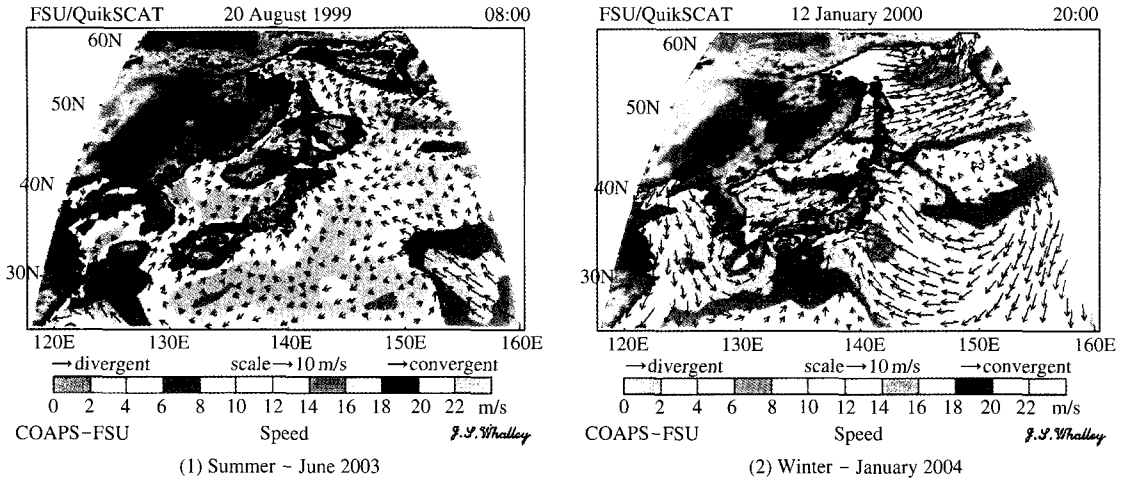 FSU/QuikSCAT 20 August 1999 08:00
60N
50N
40N
30N
120E 130E 140E 150E 160E
→divergent scale→10 m/s →convergent
0 2 4 6 8 10 12 14 16 18 20 22 m/s
COAPS-FSU Speed J.S.Whalley
(1) Summer - June 2003
FSU/QuikSCAT 12 January 2000 20:00
60N
50N
40N
30N
120E 130E 140E 150E 160E
→divergent scale→10 m/s →convergent
0 2 4 6 8 10 12 14 16 18 20 22 m/s
COAPS-FSU Speed J.S.Whalley
(2) Winter - January 2004